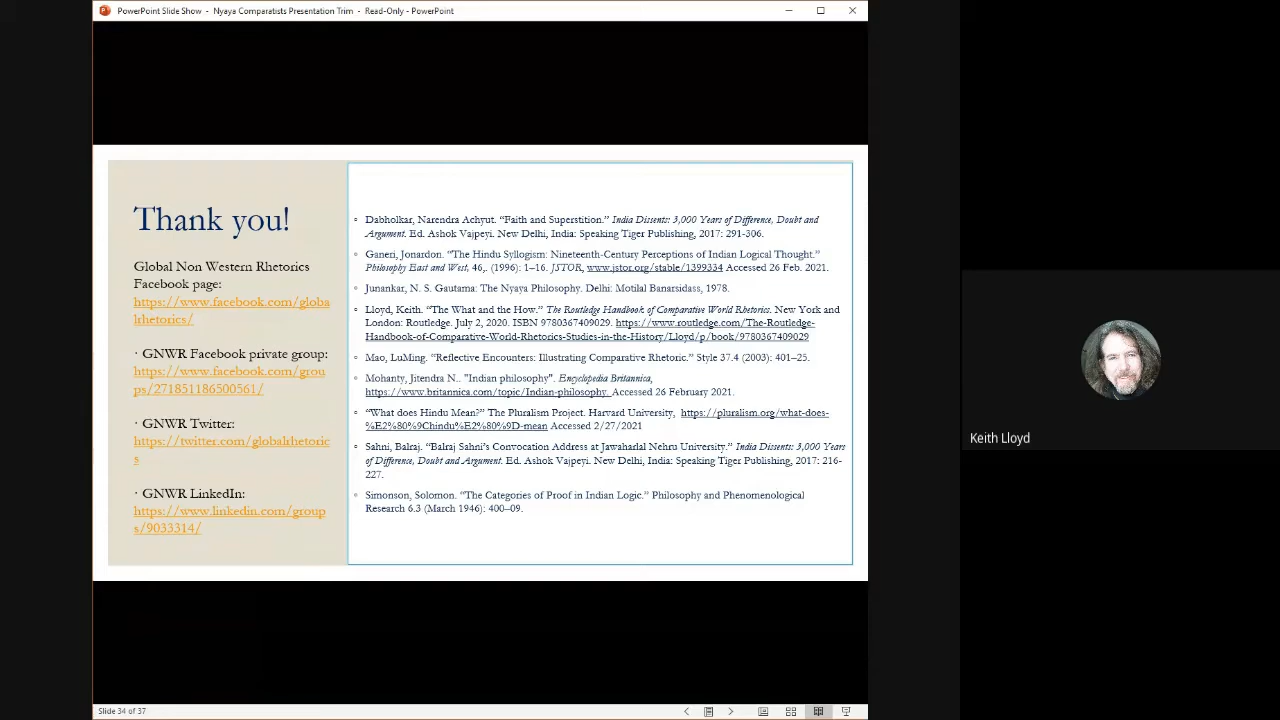 PowerPoint Slide Show - Nyaya Comparatists Presentation Trim - Read-Only - PowerPoint
Thank you!
Global Non Western Rhetorics
Facebook page:
https://www.facebook.com/globa
lrhetorics/
· GNWR Facebook private group:
https://www.facebook.com/grou
ps/271851186500561/
· GNWR Twitter:
https://twitter.com/globalrhetoric
s
· GNWR LinkedIn:
https://www.linkedin.com/group
s/9033314/
Dabholkar, Narendra Achyut. “Faith and Superstition.” India Dissents: 3,000 Years of Difference, Doubt and
Argument. Ed. Ashok Vajpeyi. New Delhi, India: Speaking Tiger Publishing, 2017: 291-306.
Ganeri, Jonardon. “The Hindu Syllogism: Nineteenth-Century Perceptions of Indian Logical Thought.”
Philosophy East and West, 46,. (1996): 1–16. JSTOR, www.jstor.org/stable/1399334 Accessed 26 Feb. 2021.
Junankar, N. S. Gautama: The Nyaya Philosophy. Delhi: Motilal Banarsidass, 1978.
Lloyd, Keith. “The What and the How.” The Routledge Handbook of Comparative World Rhetorics. New York and
London: Routledge. July 2, 2020. ISBN 9780367409029. https://www.routledge.com/The-Routledge-
Handbook-of-Comparative-World-Rhetorics-Studies-in-the-History/Lloyd/p/book/9780367409029
Mao, LuMing. “Reflective Encounters: Illustrating Comparative Rhetoric.” Style 37.4 (2003): 401–25.
Mohanty, Jitendra N.. "Indian philosophy". Encyclopedia Britannica,
https://www.britannica.com/topic/Indian-philosophy. Accessed 26 February 2021.
“What does Hindu Mean?” The Pluralism Project. Harvard University, https://pluralism.org/what-does-
%E2%80%9Chindu%E2%80%9D-mean Accessed 2/27/2021
Sahni, Balraj. “Balraj Sahni’s Convocation Address at Jawaharlal Nehru University.” India Dissents: 3,000 Years
of Difference, Doubt and Argument. Ed. Ashok Vajpeyi. New Delhi, India: Speaking Tiger Publishing, 2017: 216-
227.
Simonson, Solomon. “The Categories of Proof in Indian Logic.” Philosophy and Phenomenological
Research 6.3 (March 1946): 400–09.
Keith Lloyd
Slide 34 of 37